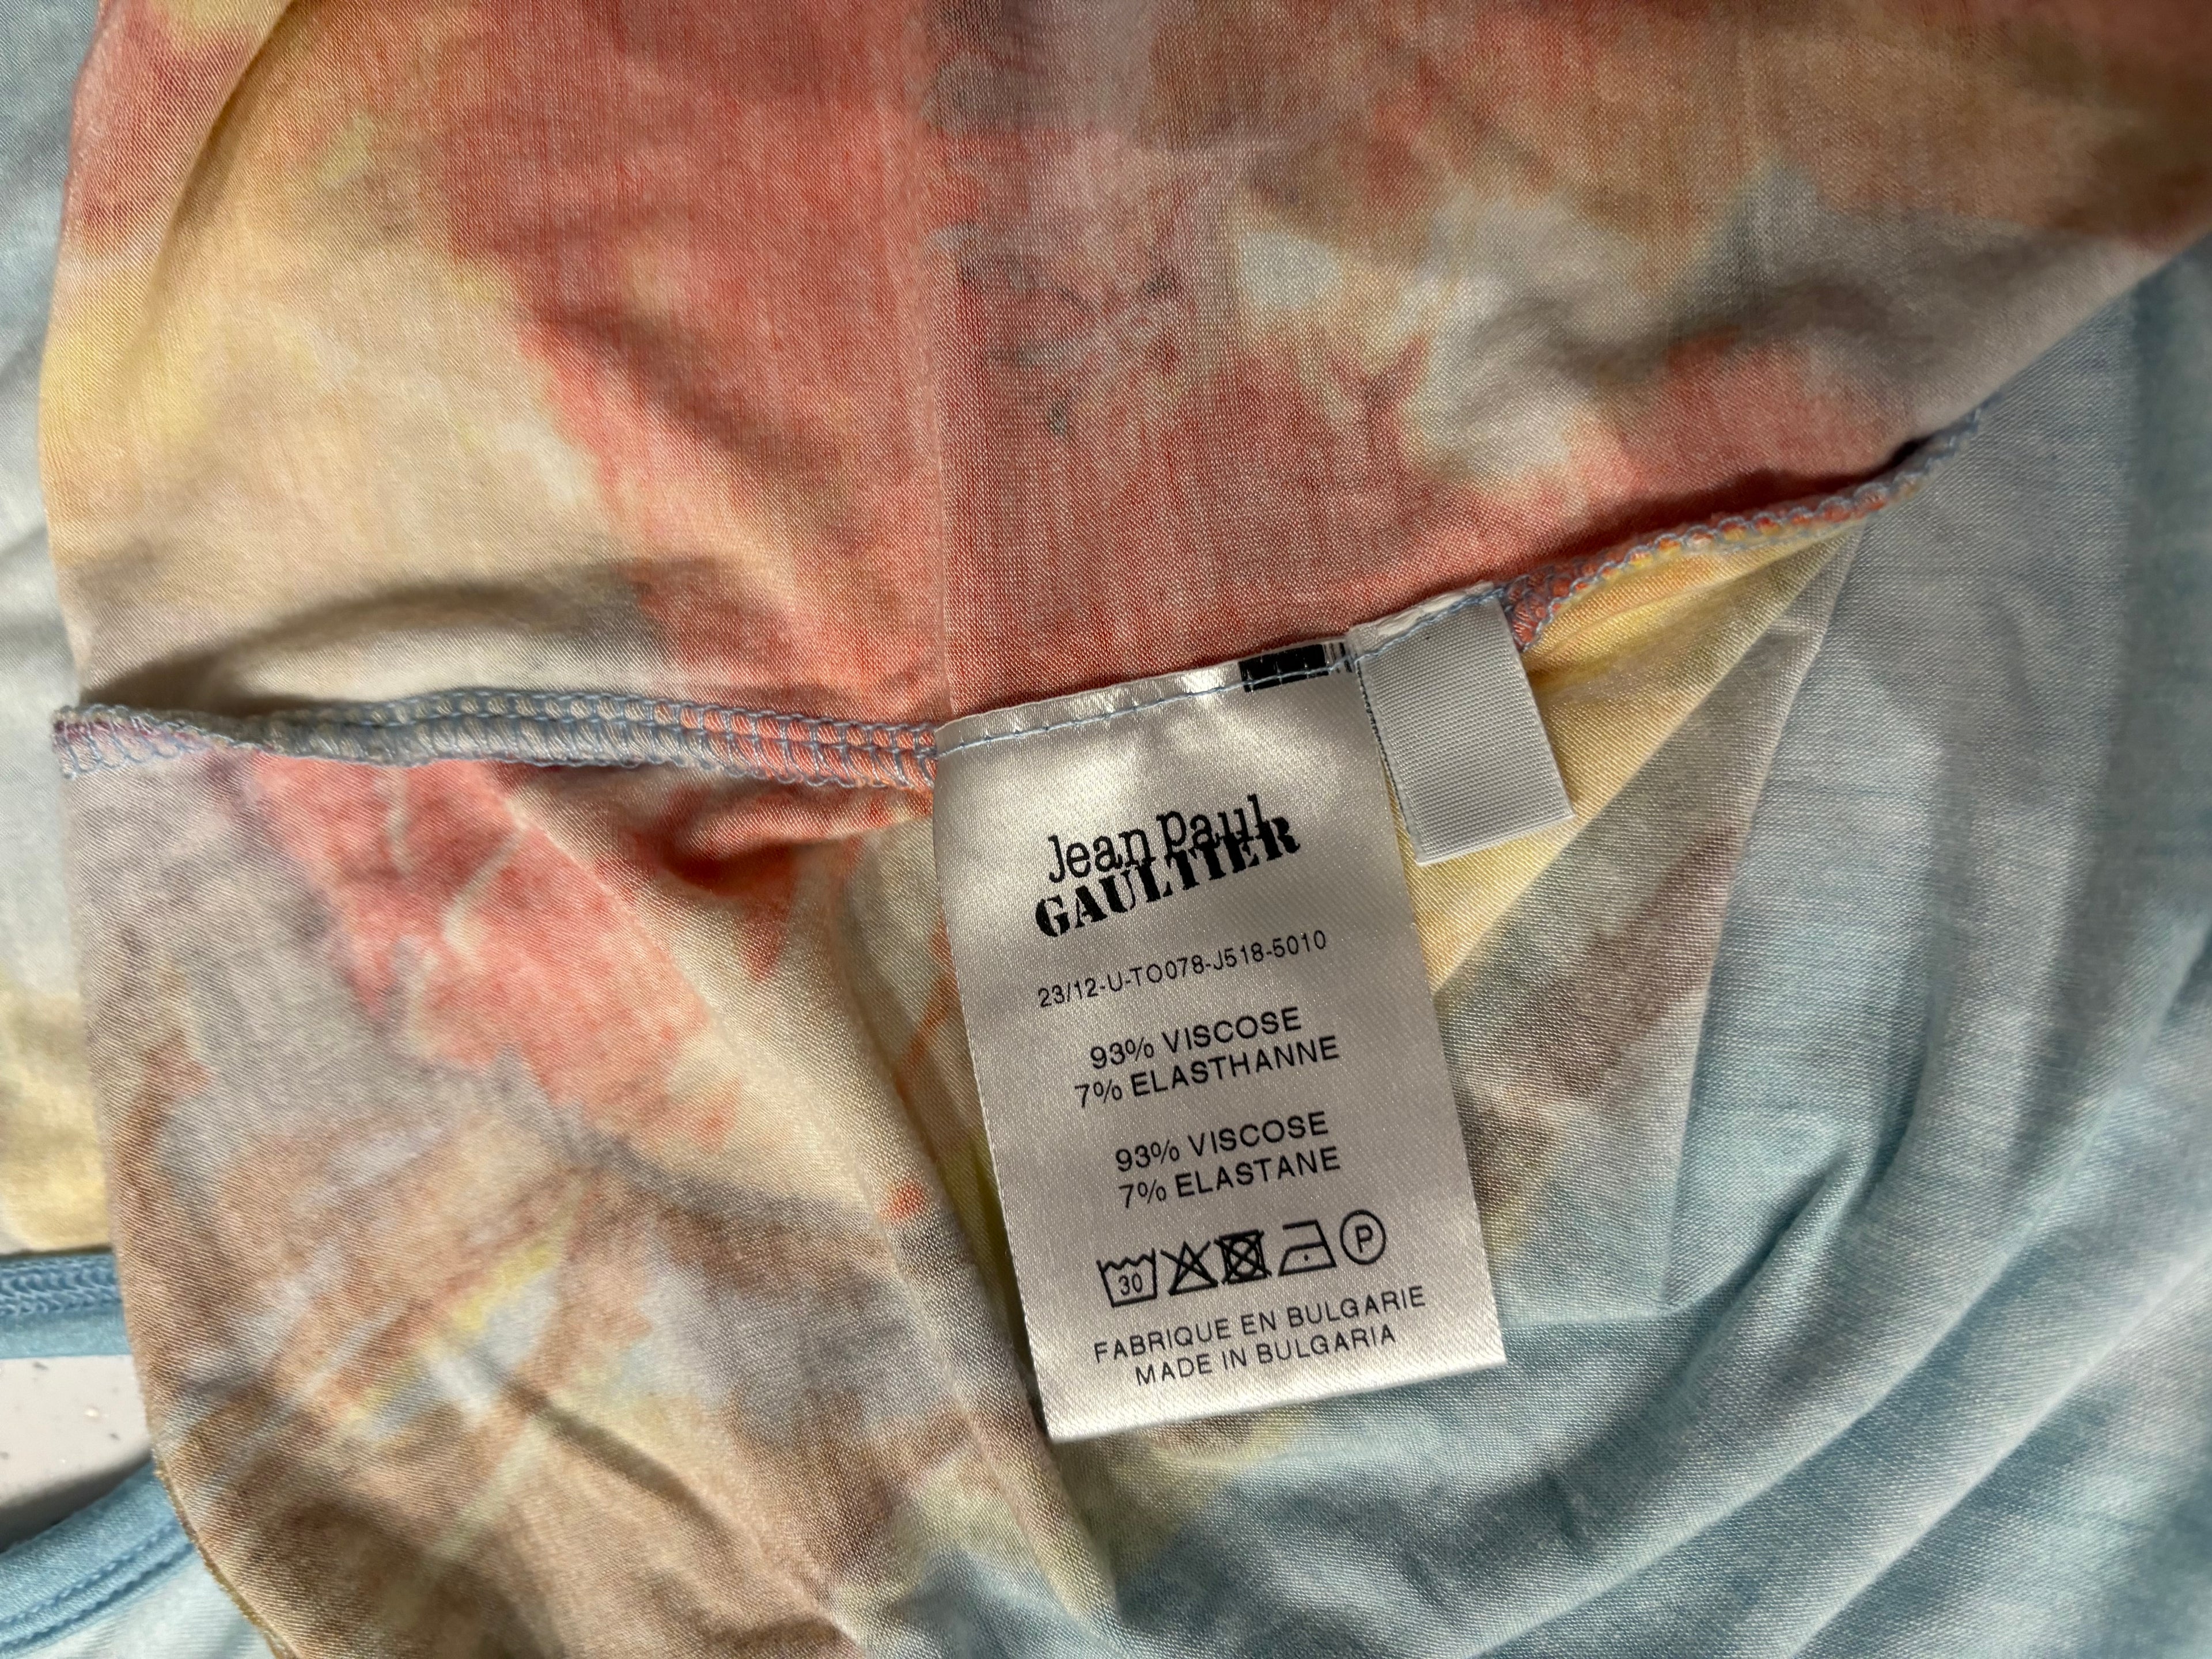 Jean Paul
GAULTIER
23/12-U-TO078-J518-5010
93% VISCOSE
7% ELASTHANNE
93% VISCOSE
7% ELASTANE
30 P
FABRIQUE EN BULGARIE
MADE IN BULGARIA